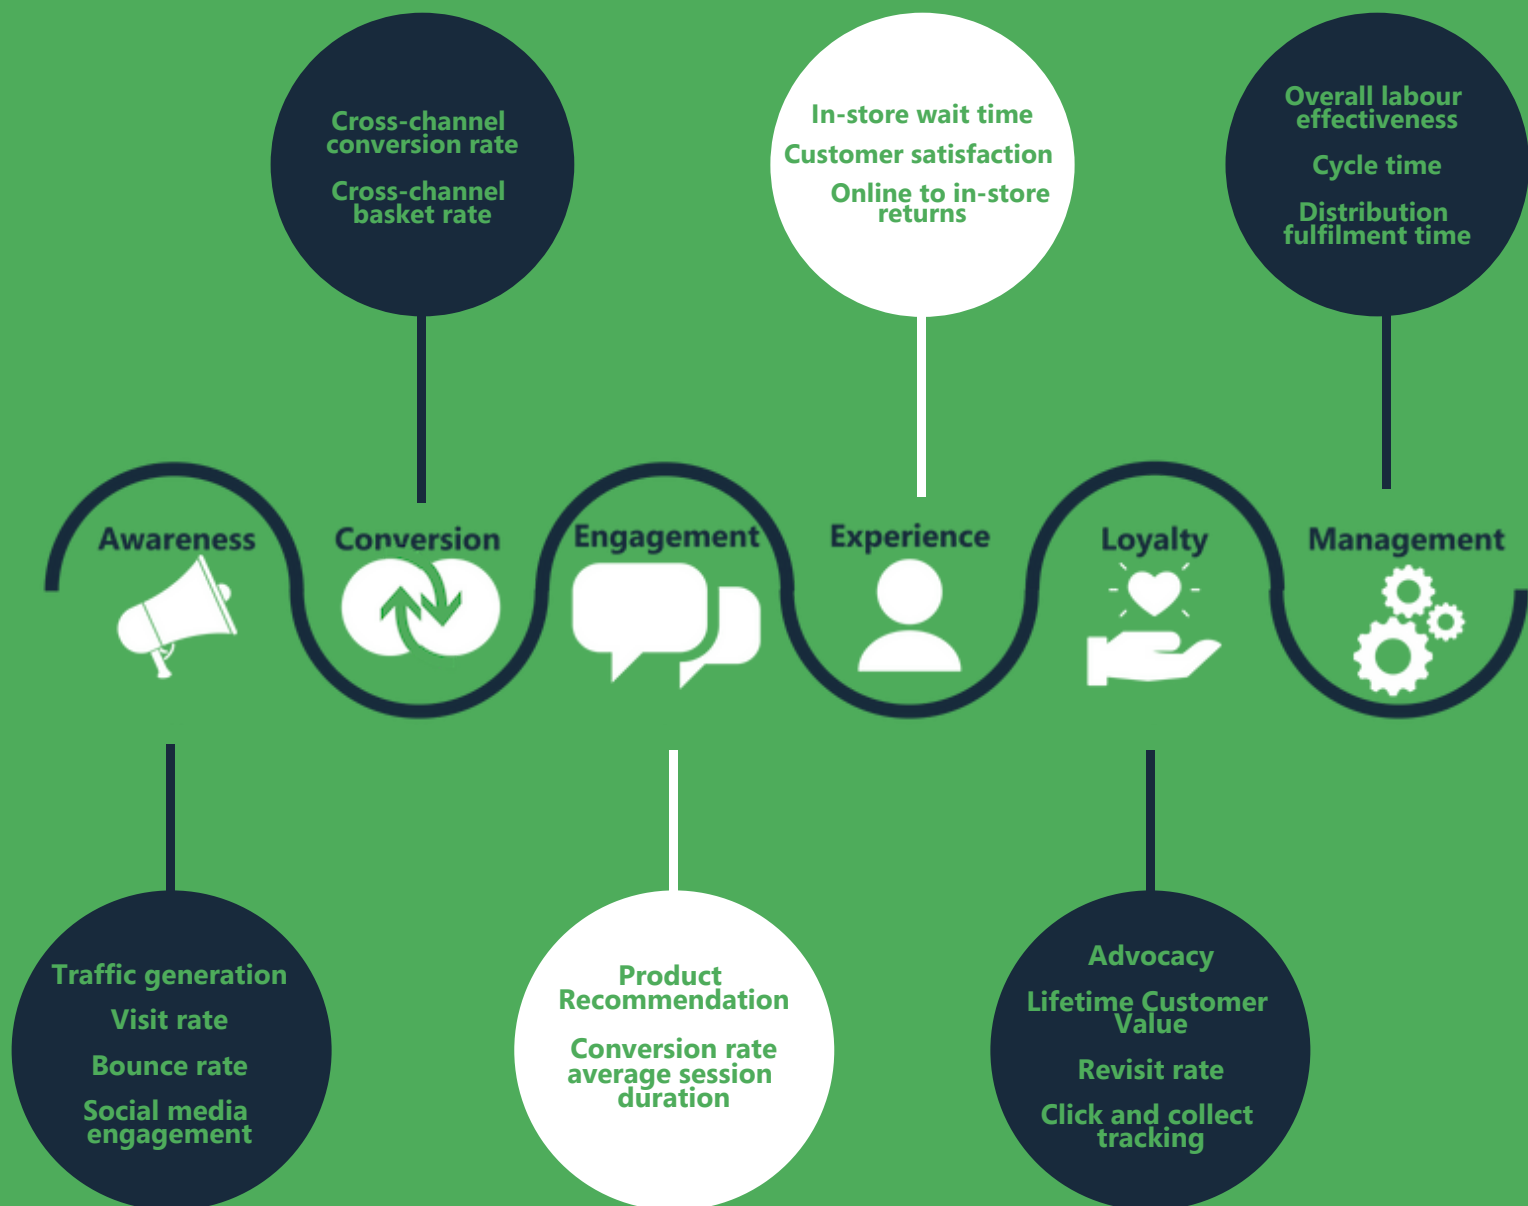 Cross-channel
conversion rate
Cross-channel
basket rate
In-store wait time
Customer satisfaction
Online to in-store
returns
Overall labour
effectiveness
Cycle time
Distribution
fulfilment time
Awareness
Conversion
Engagement
Experience
Loyalty
Management
Traffic generation
Visit rate
Bounce rate
Social media
engagement
Product
Recommendation
Conversion rate
average session
duration
Advocacy
Lifetime Customer
Value
Revisit rate
Click and collect
tracking